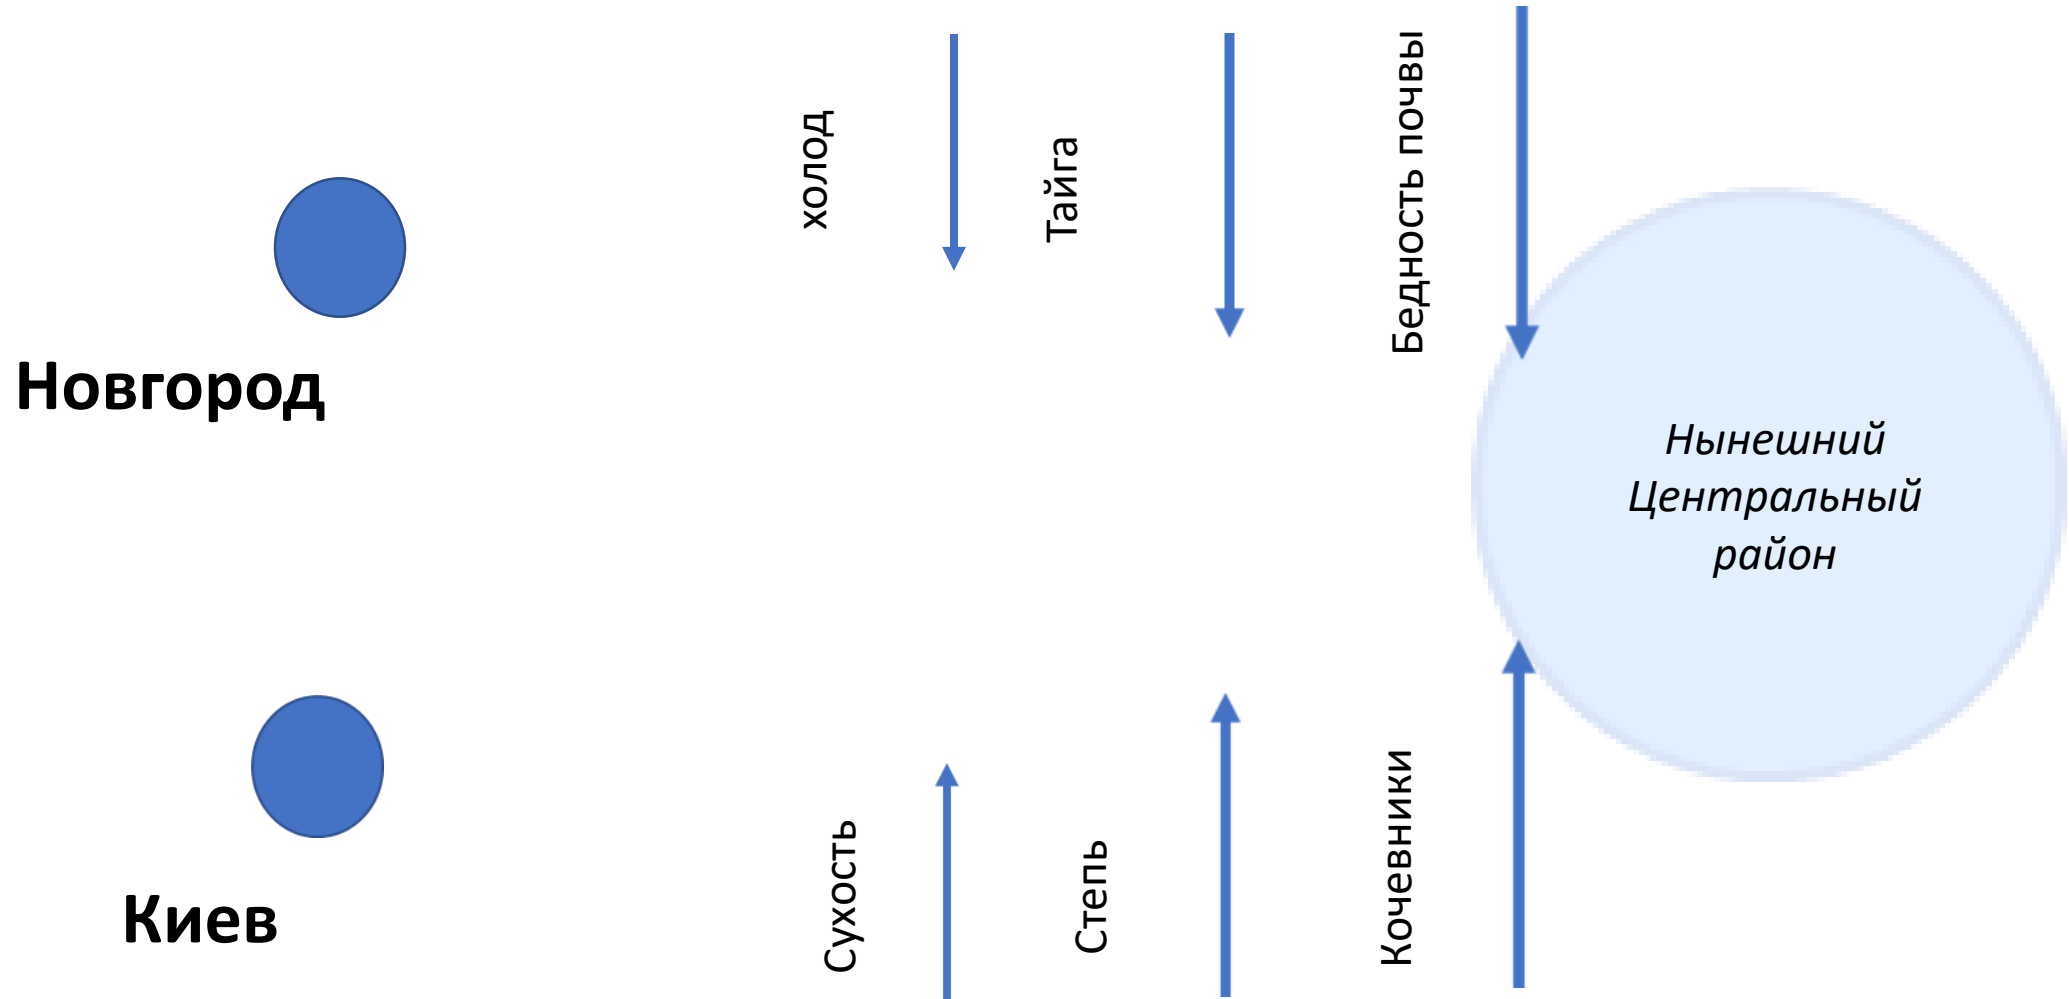 холод
Тайга
Бедность почвы
Новгород
Нынешний
Центральный
район
Киев
Сухость
Степь
Кочевники